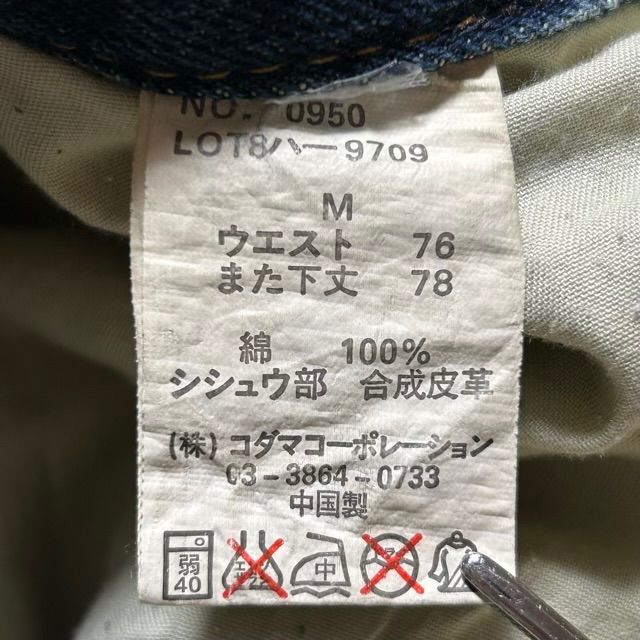 NO. 0950
LOT8ハー9709
M
ウエスト 76
また下丈 78
綿 100%
シシュウ部 合成皮革
(株) コダマコーポレーション
03-3864-0733
中国製
弱 中
40